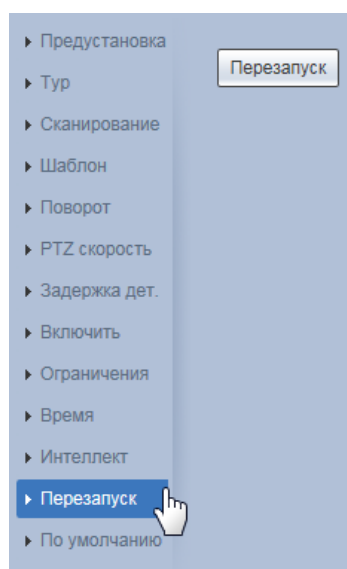 Предустановка
Перезапуск
Тур
Сканирование
Шаблон
Поворот
PTZ скорость
Задержка дет.
Включить
Ограничения
Время
Интеллект
Перезапуск
По умолчанию